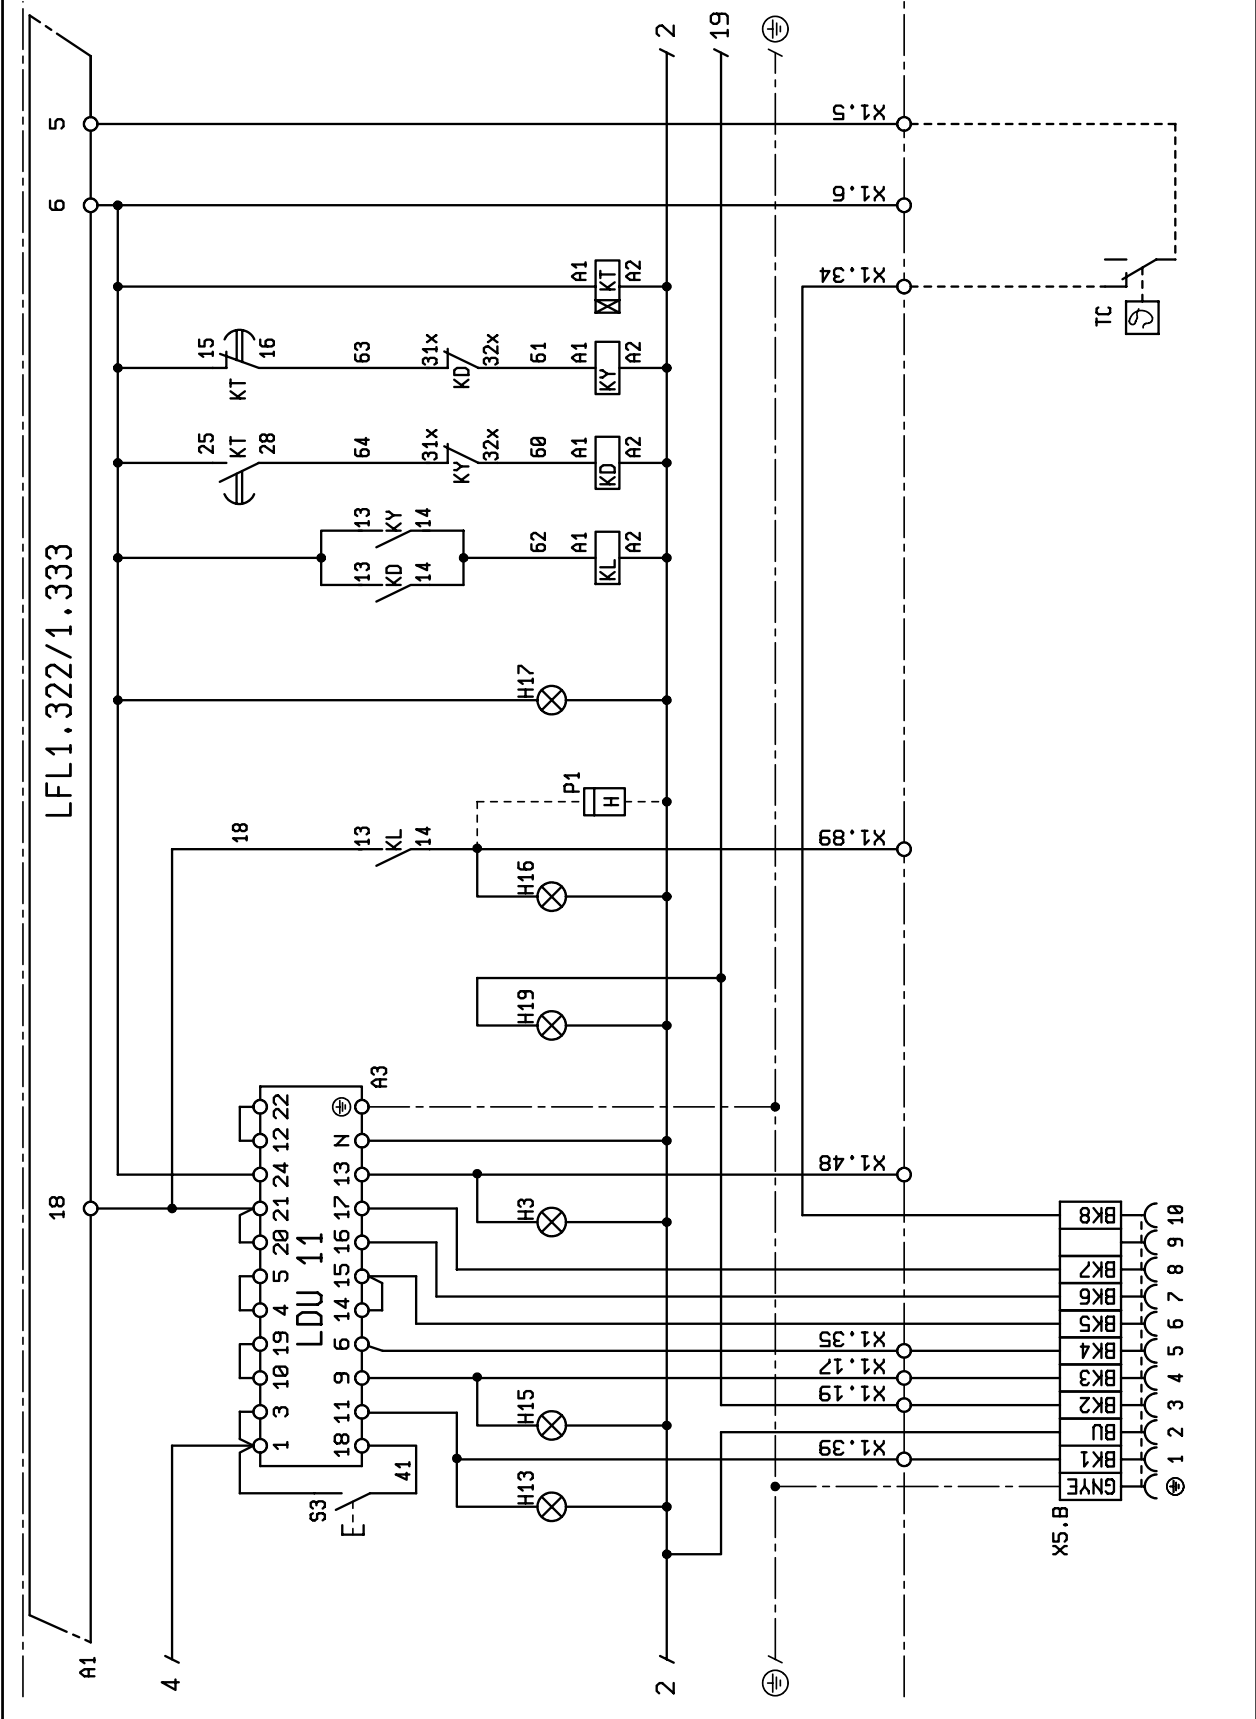 LFL1.322/1.333
A1
18
6
5
4
18
A1
KT
A2
15
KT
16
63
31x
KD
32x
61
A1
KY
A2
25
KT
28
64
31x
KY
32x
60
A1
KD
A2
13
KY
14
13
KD
14
62
A1
KL
A2
H17
13
KL
14
P1
H
H16
H19
A3
LDU 11
1
3
10
19
4
5
20
21
24
12
22
18
11
9
6
14
15
16
17
13
N
S3
E
41
H13
H15
H3
2
2
19
X1.39
X1.19
X1.17
X1.35
X1.48
X1.89
X1.34
X1.6
X1.5
TC
X5.B
GNYE
BK1
BU
BK2
BK3
BK4
BK5
BK6
BK7
BK8
1
2
3
4
5
6
7
8
9
10